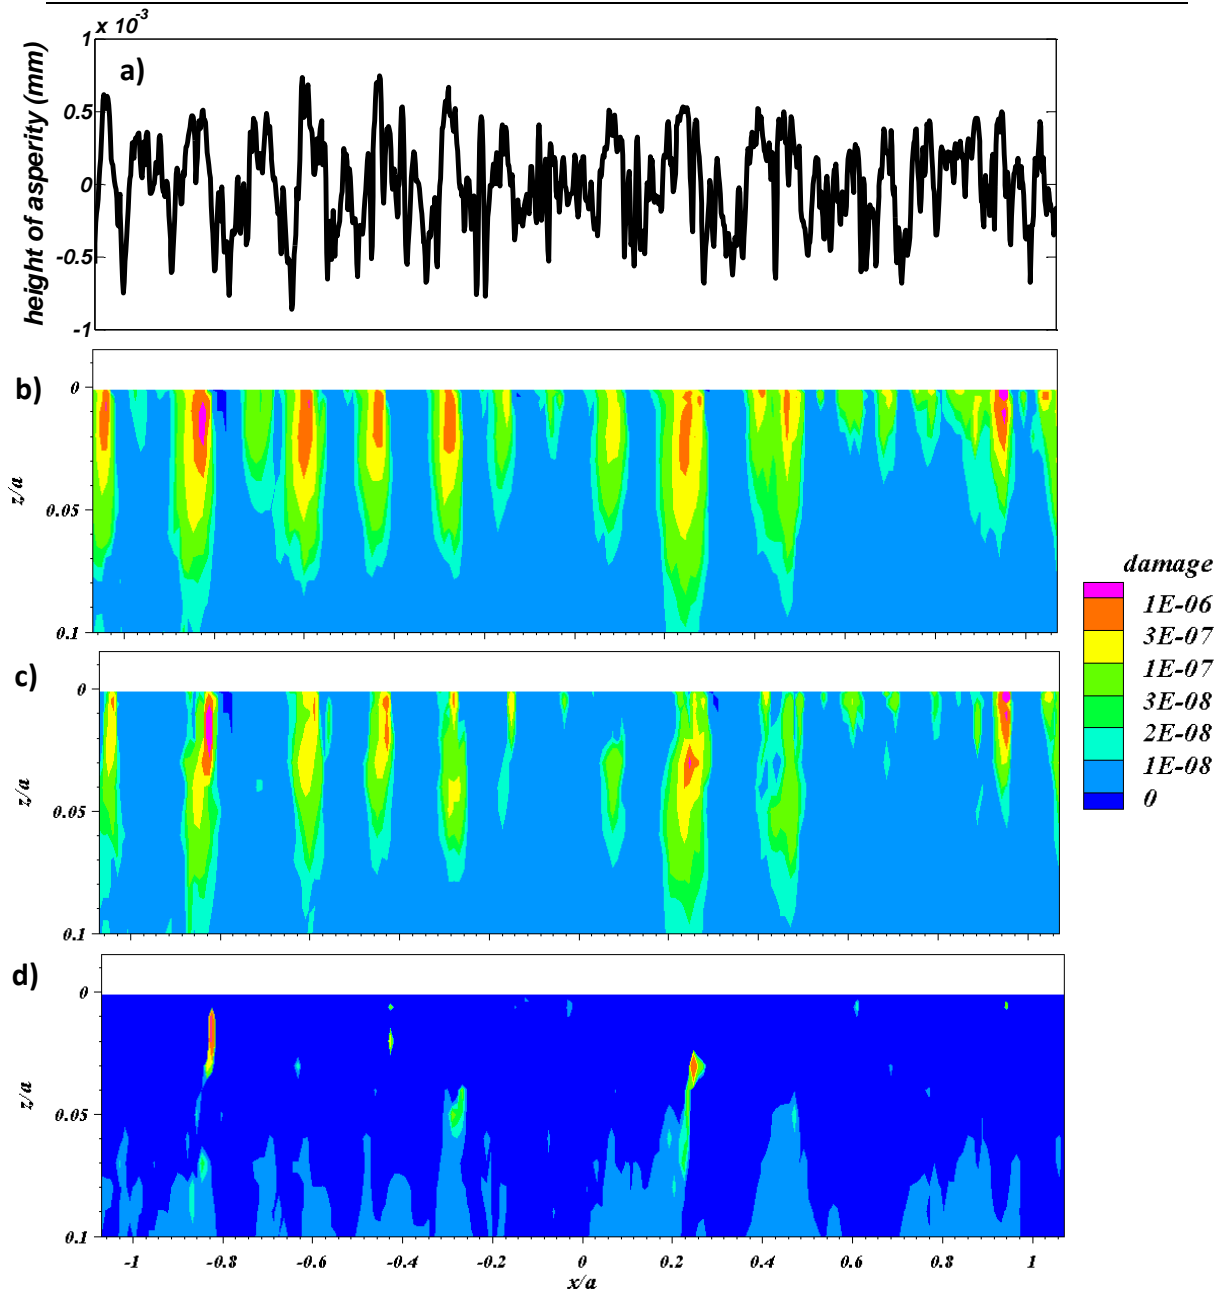 1 x 10-3
a)
height of asperity (mm)
0.5
0
-0.5
-1
b)
0
z/a
0.05
0.1
damage
1E-06
3E-07
1E-07
3E-08
2E-08
1E-08
0
c)
0
z/a
0.05
0.1
d)
0
z/a
0.05
0.1
-1 -0.8 -0.6 -0.4 -0.2 0 0.2 0.4 0.6 0.8 1
x/a